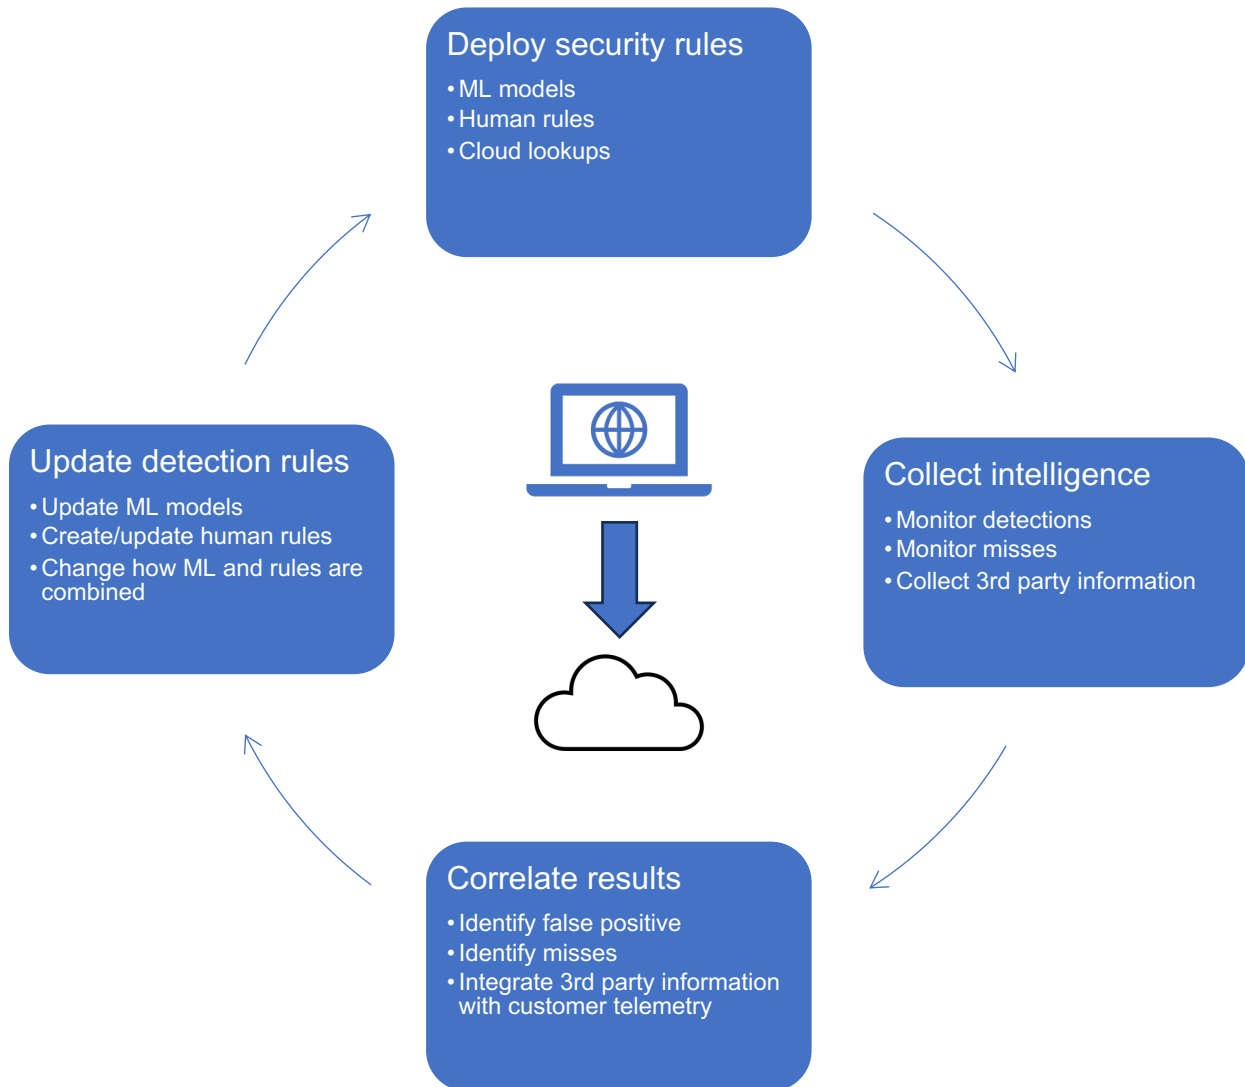 Deploy security rules
• ML models
• Human rules
• Cloud lookups
Collect intelligence
• Monitor detections
• Monitor misses
• Collect 3rd party information
Correlate results
• Identify false positive
• Identify misses
• Integrate 3rd party information
with customer telemetry
Update detection rules
• Update ML models
• Create/update human rules
• Change how ML and rules are
combined